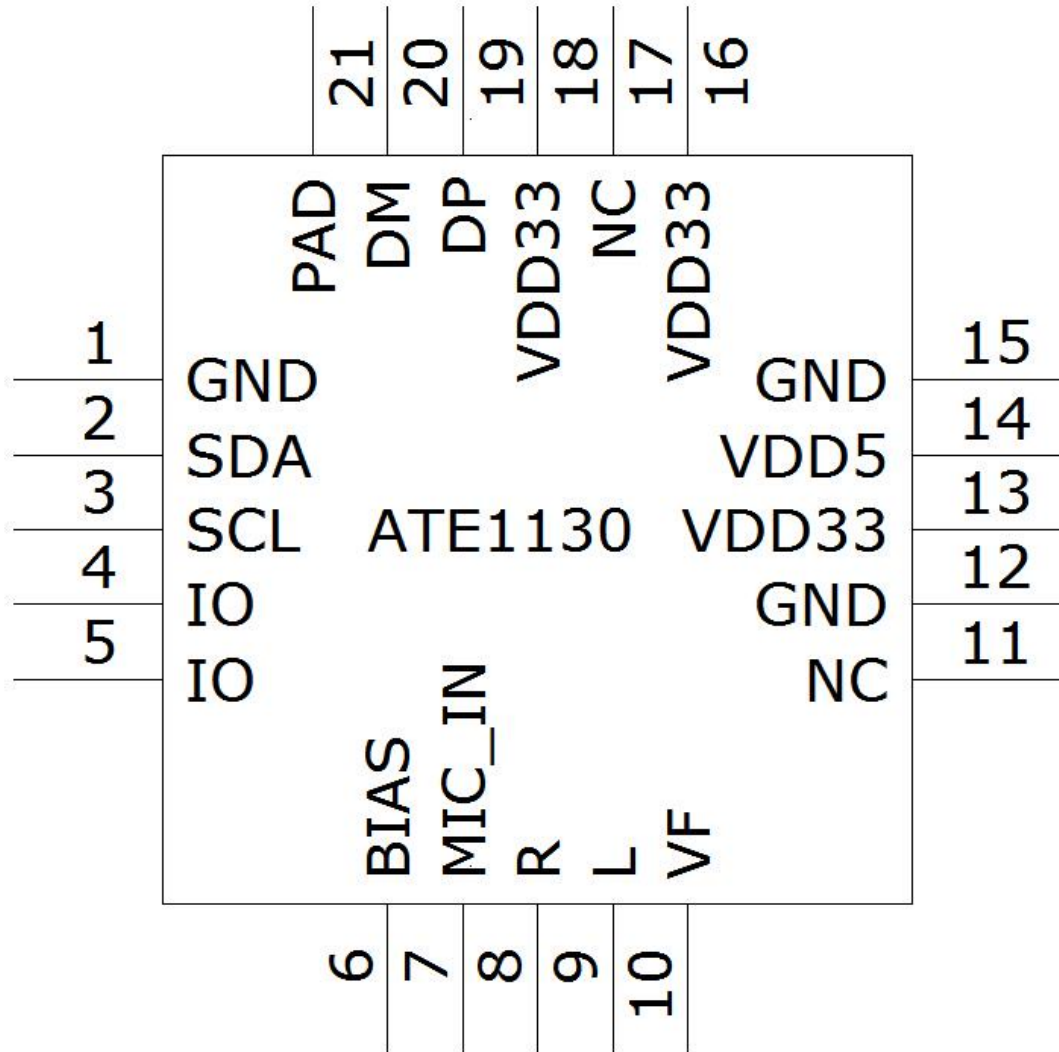 21 20 19 18 17 16
PAD DM DP VDD33 NC VDD33
1 GND
2 SDA
3 SCL
4 IO
5 IO
ATE1130
15 GND
14 VDD5
13 VDD33
12 GND
11 NC
BIAS MIC_IN R L VF
6 7 8 9 10